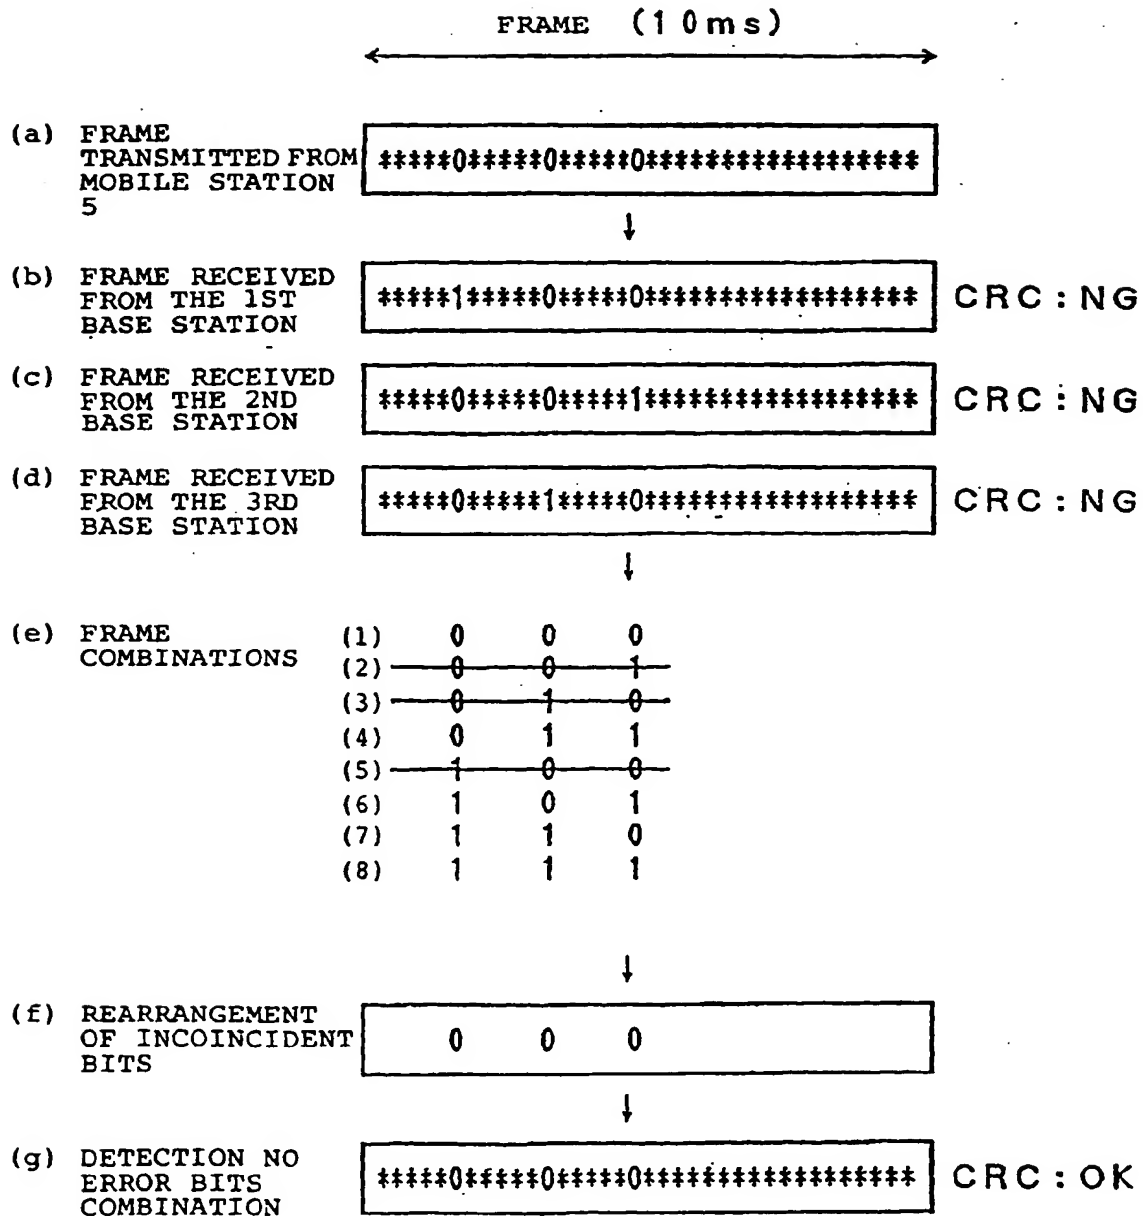 FRAME (10ms)
(a) FRAME
TRANSMITTED FROM
MOBILE STATION
5
*****0*****0*****0******************
(b) FRAME RECEIVED
FROM THE 1ST
BASE STATION
*****1*****0*****0****************** CRC:NG
(c) FRAME RECEIVED
FROM THE 2ND
BASE STATION
*****0*****0*****1****************** CRC:NG
(d) FRAME RECEIVED
FROM THE 3RD
BASE STATION
*****0*****1*****0****************** CRC:NG
(e) FRAME
COMBINATIONS
(1) 0 0 0
(2) 0 0 1
(3) 0 1 0
(4) 0 1 1
(5) 1 0 0
(6) 1 0 1
(7) 1 1 0
(8) 1 1 1
(f) REARRANGEMENT
OF INCOINCIDENT
BITS
0 0 0
(g) DETECTION NO
ERROR BITS
COMBINATION
*****0*****0*****0****************** CRC:OK